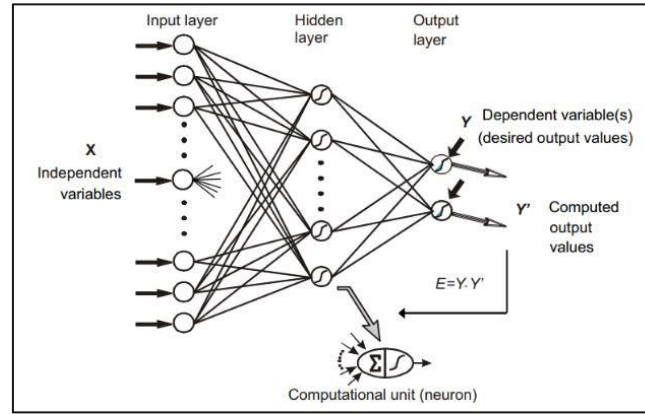 Input layer
Hidden
layer
Output
layer
X
Independent
variables
Y
Dependent variable(s)
(desired output values)
Y'
Computed
output
values
E=Y-Y'
Σ
Computational unit (neuron)